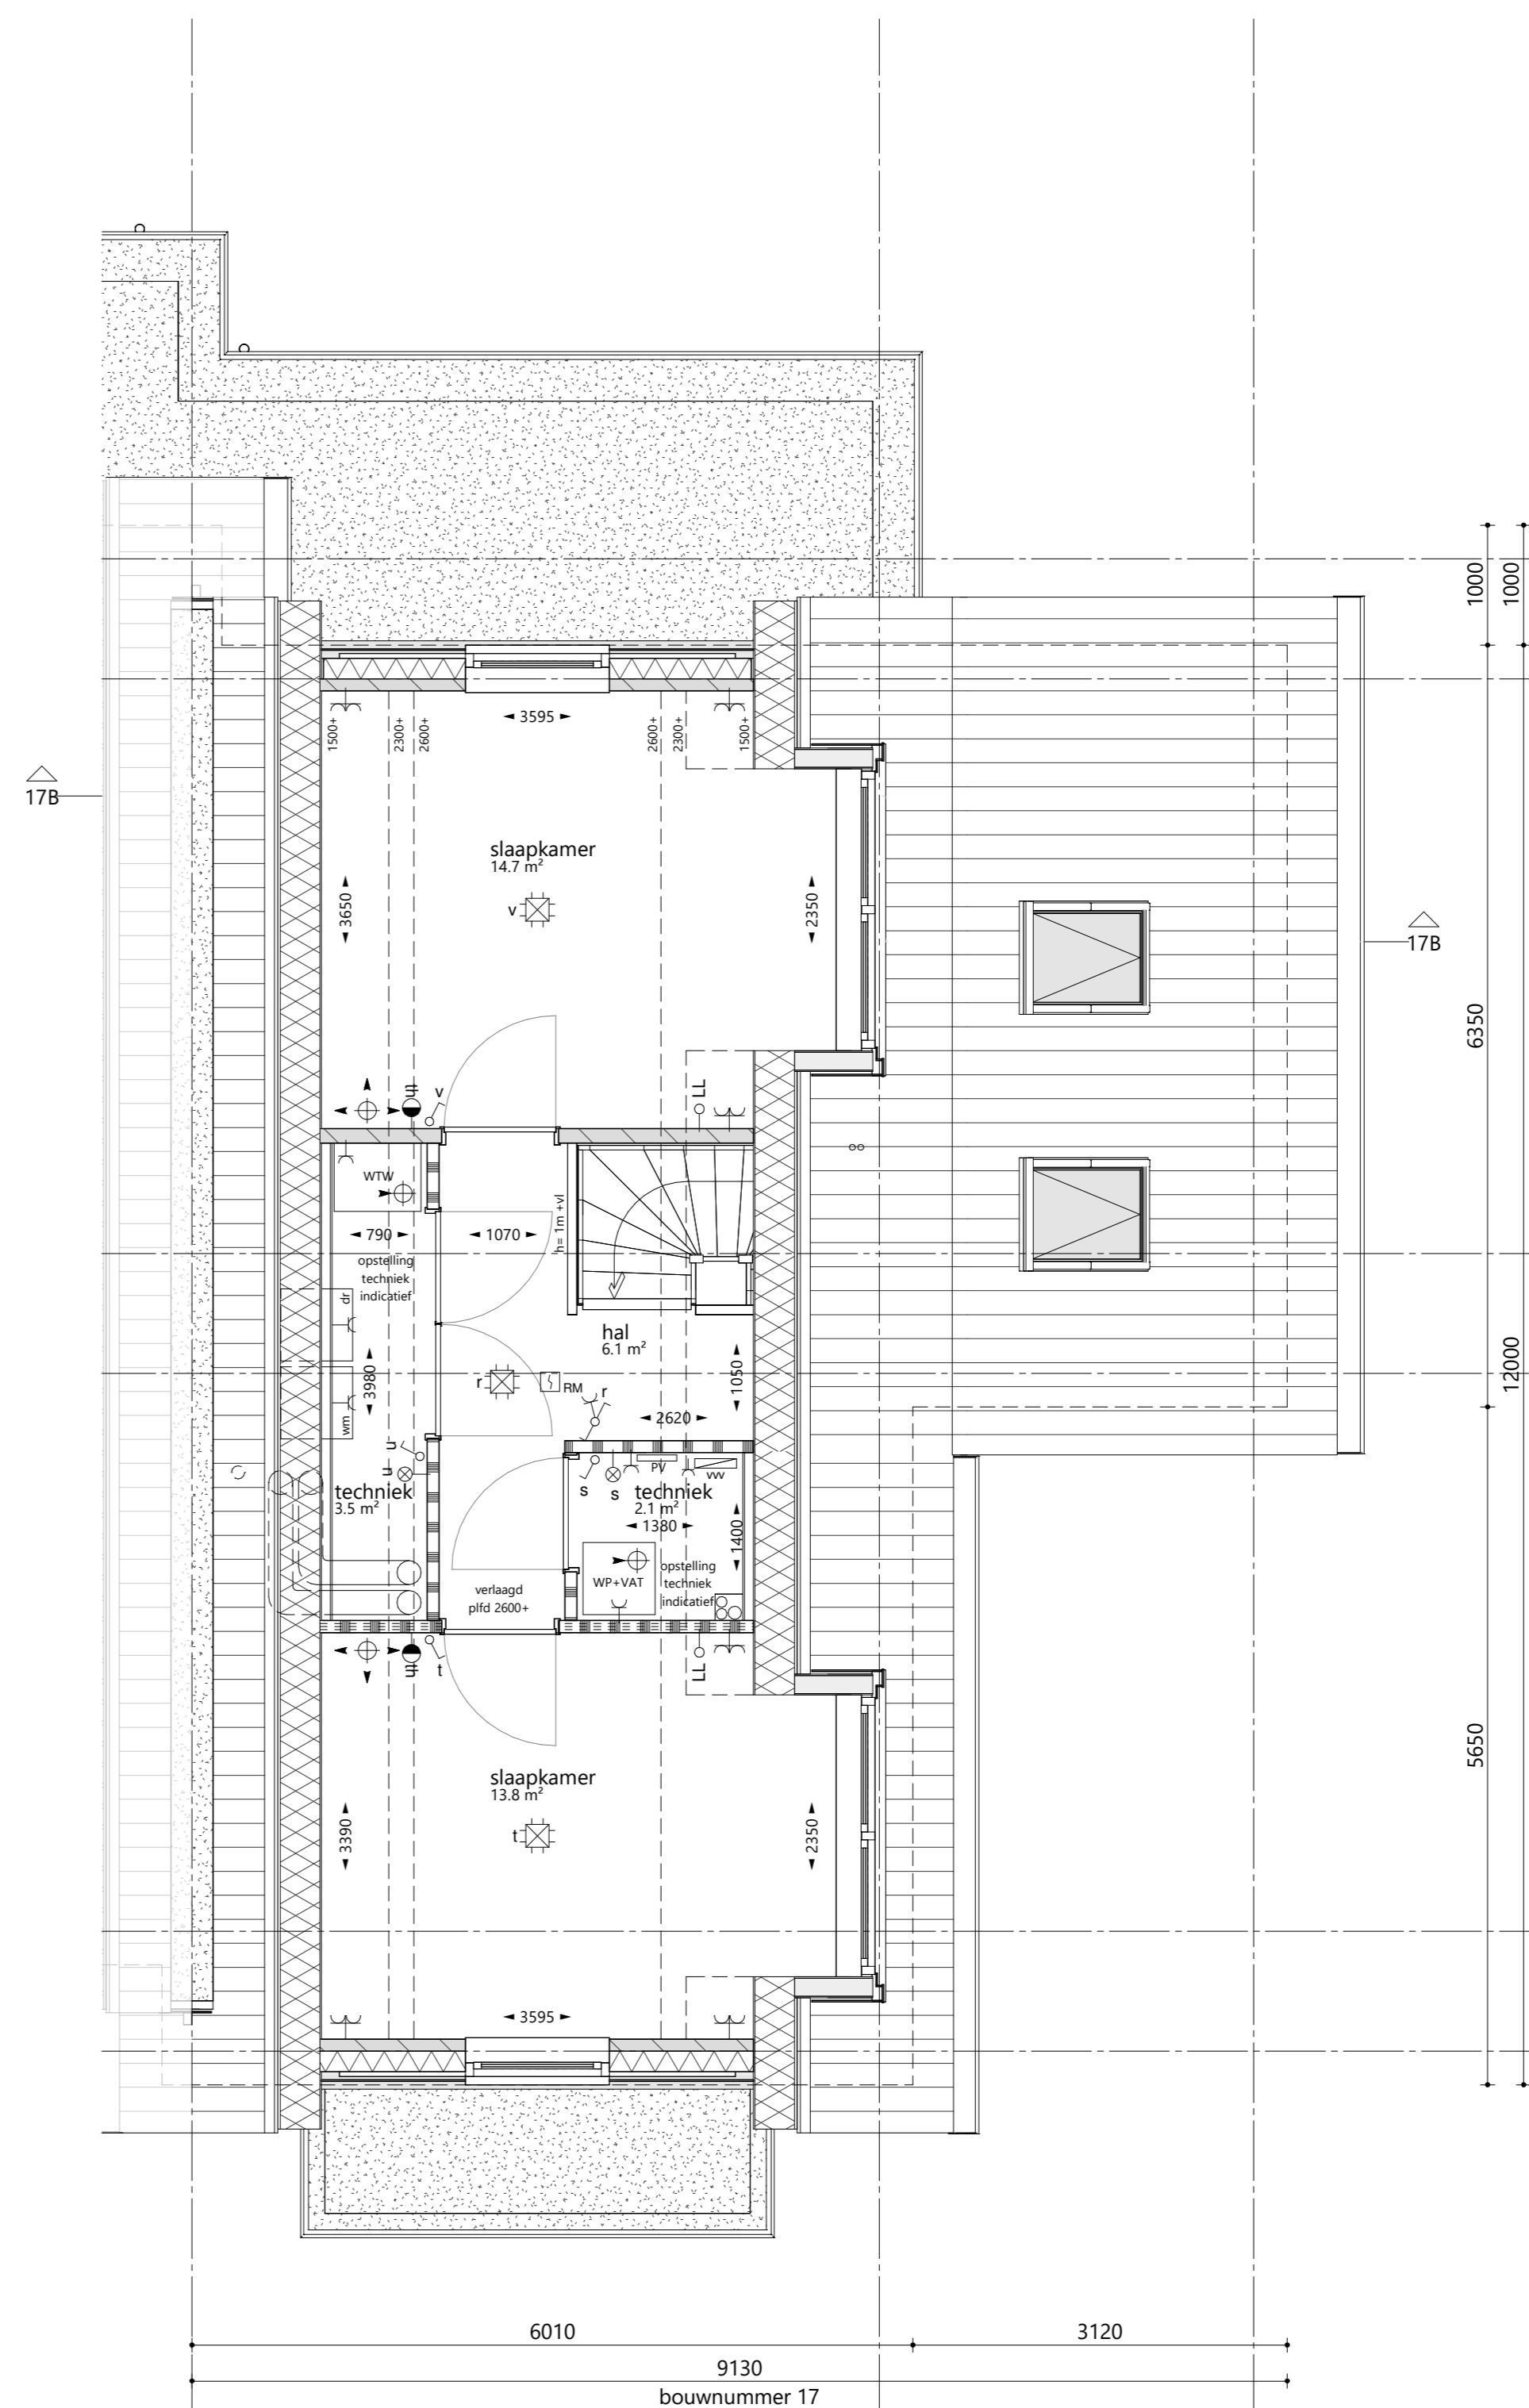 1000
1000
3595
1500+
2300+
2600+
2600+
2300+
1500+
17B
slaapkamer
14.7 m²
v
3650
2350
17B
6350
th
v
LL
WTW
790
1070
h= 1m +vl
opstelling
techniek
indicatief
dr
hal
6.1 m²
3980
1050
12000
r
RM
r
wm
2620
n
n
s
s
PV
vvv
techniek
3.5 m²
techniek
2.1 m²
1380
1400
WP+VAT
opstelling
techniek
indicatief
verlaagd
plfd 2600+
th
t
LL
5650
slaapkamer
13.8 m²
t
3390
2350
3595
6010
3120
9130
bouwnummer 17